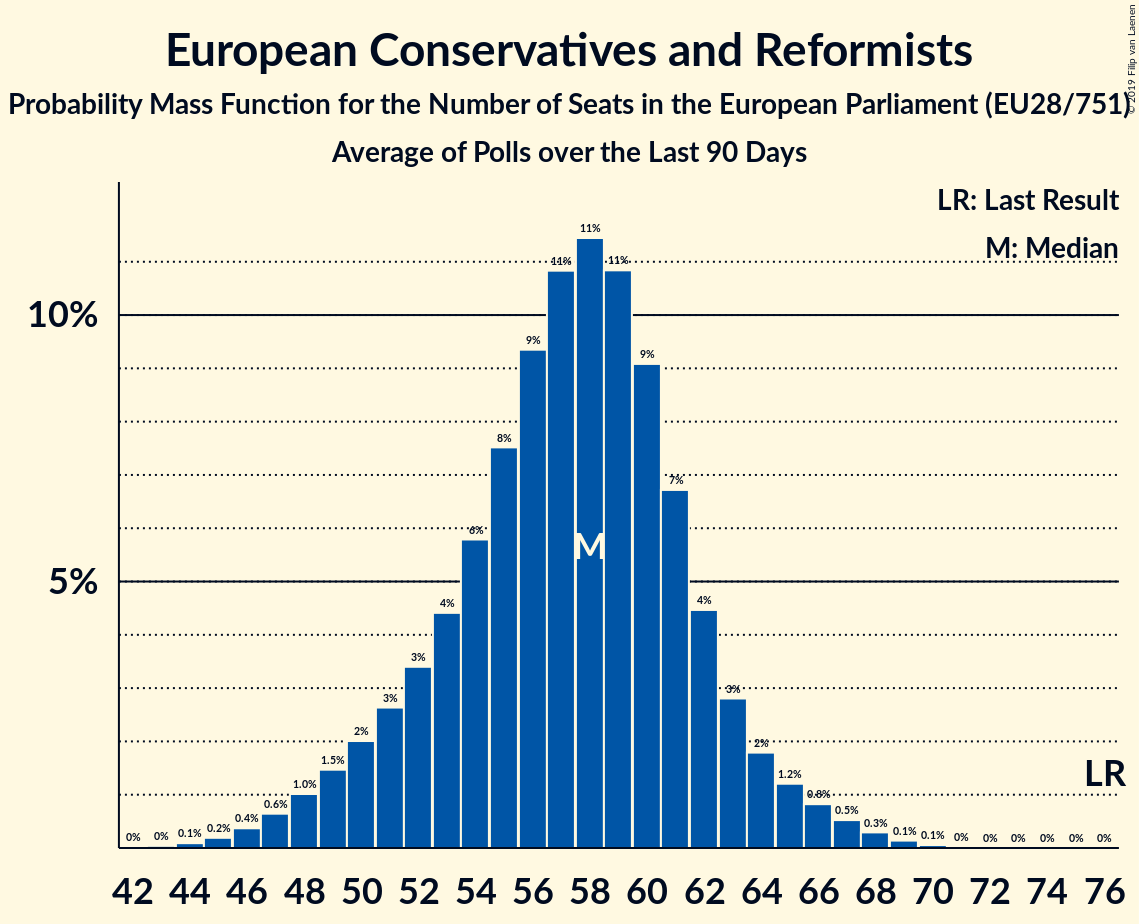 European Conservatives and Reformists
Probability Mass Function for the Number of Seats in the European Parliament (EU28/751)
Average of Polls over the Last 90 Days
© 2019 Filip van Laenen
LR: Last Result
M: Median
10%
5%
0% 0% 0.1% 0.2% 0.4% 0.6% 1.0% 1.5% 2% 3% 3% 4% 6% 8% 9% 11% 11% 11% 9% 7% 4% 3% 2% 1.2% 0.8% 0.5% 0.3% 0.1% 0.1% 0% 0% 0% 0% 0% 0%
M
LR
42 44 46 48 50 52 54 56 58 60 62 64 66 68 70 72 74 76